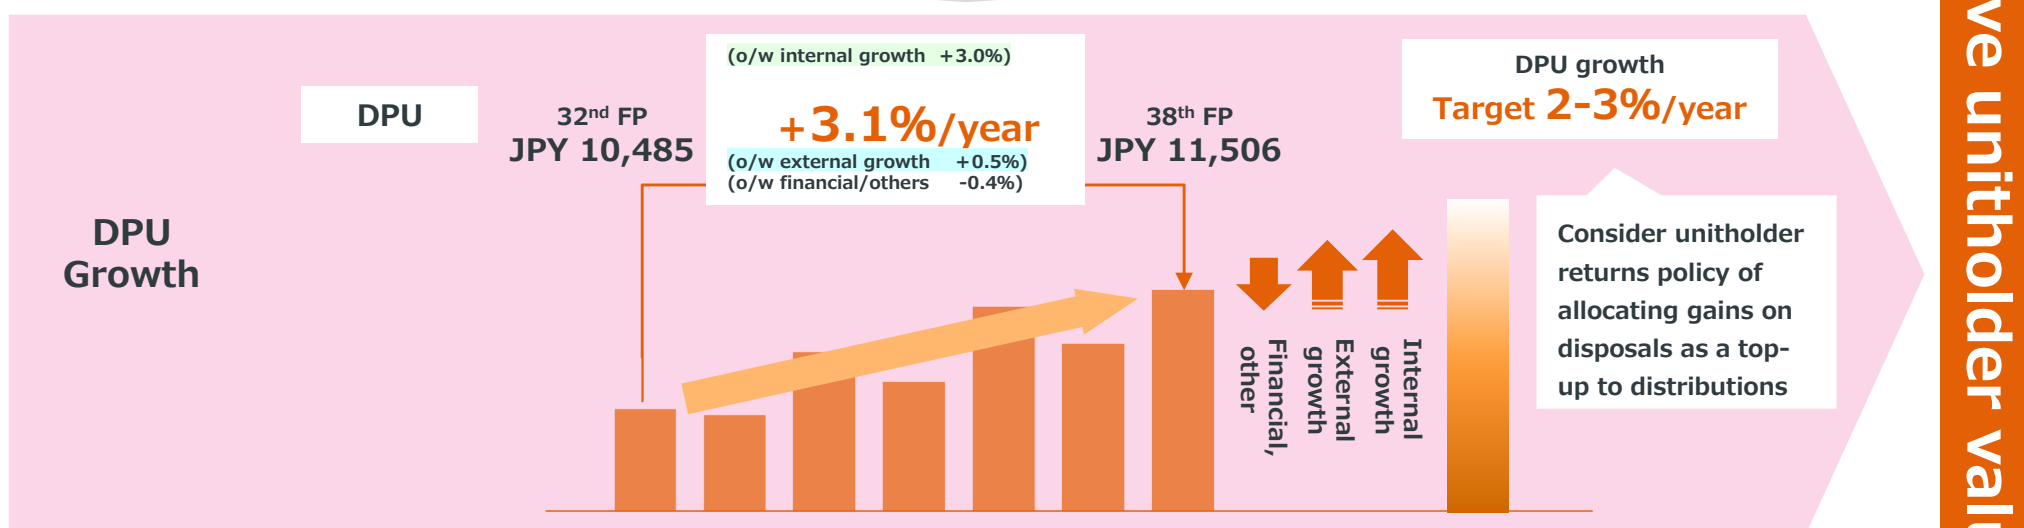 DPU
Growth
DPU
32nd FP
JPY 10,485
(o/w internal growth +3.0%)
+3.1%/year
(o/w external growth +0.5%)
(o/w financial/others -0.4%)
38th FP
JPY 11,506
Financial,
other
External
growth
Internal
growth
DPU growth
Target 2-3%/year
Consider unitholder
returns policy of
allocating gains on
disposals as a top-
up to distributions
unitholder